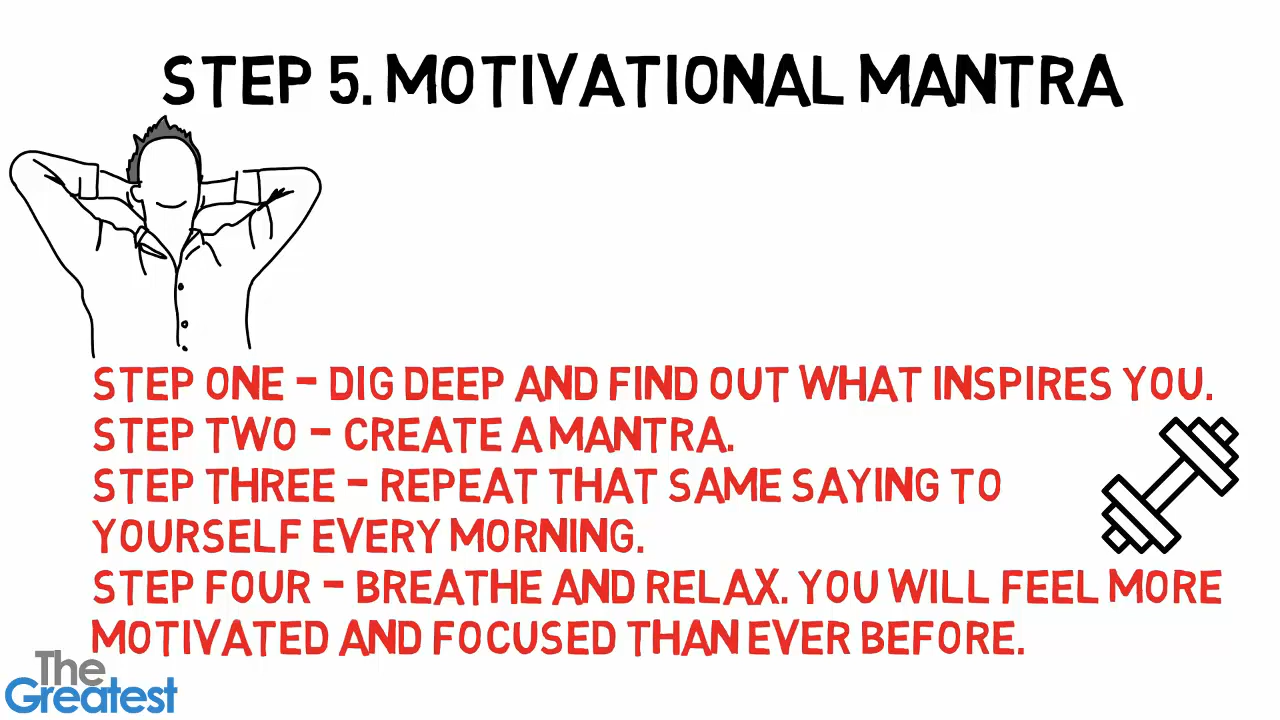 STEP 5. MOTIVATIONAL MANTRA
STEP ONE – DIG DEEP AND FIND OUT WHAT INSPIRES YOU.
STEP TWO – CREATE A MANTRA.
STEP THREE – REPEAT THAT SAME SAYING TO
YOURSELF EVERY MORNING.
STEP FOUR – BREATHE AND RELAX. YOU WILL FEEL MORE
MOTIVATED AND FOCUSED THAN EVER BEFORE.
The
Greatest